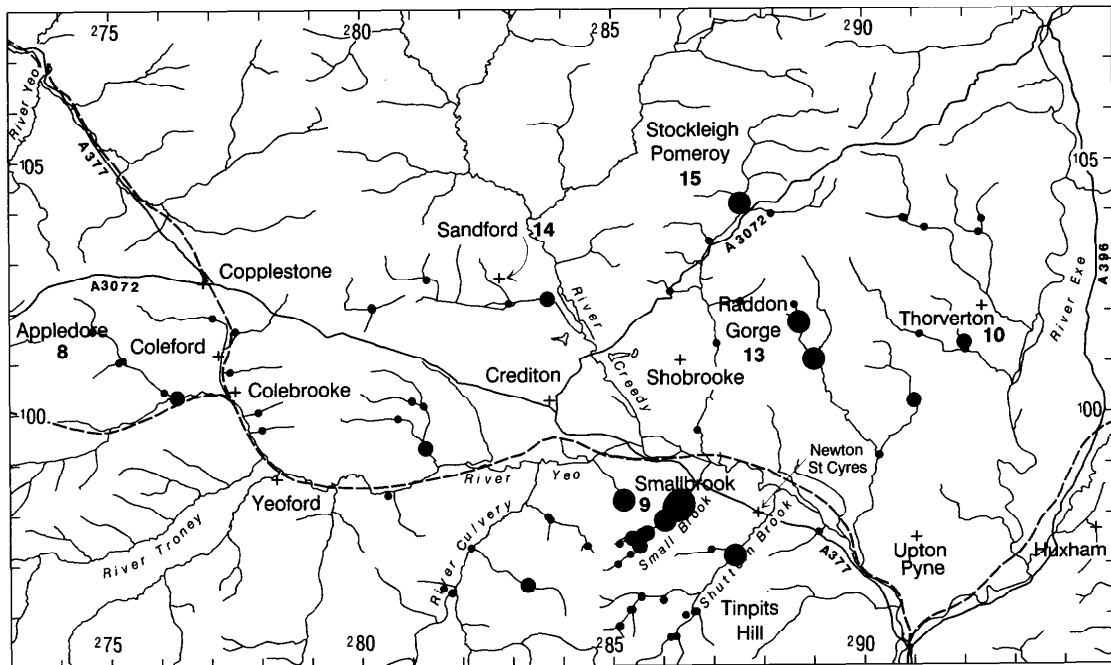 275
280
285
290
River Yeo
A377
105
Stockleigh
Pomeroy
15
105
Sandford 14
A3072
A396
River Exe
Copplestone
A3072
River
Raddon
Gorge
13
Thorverton
10
Appledore
8
Coleford
Creedy
Shobrooke
Crediton
Colebrooke
100
100
Newton
St Cyres
Smallbrook
9
River Yeo
Yeoford
Small Brook
River Culvery
Shuttern Brook
River Troney
A377
Upton
Pyne
Huxham
Tinpits
Hill
275
280
285
290